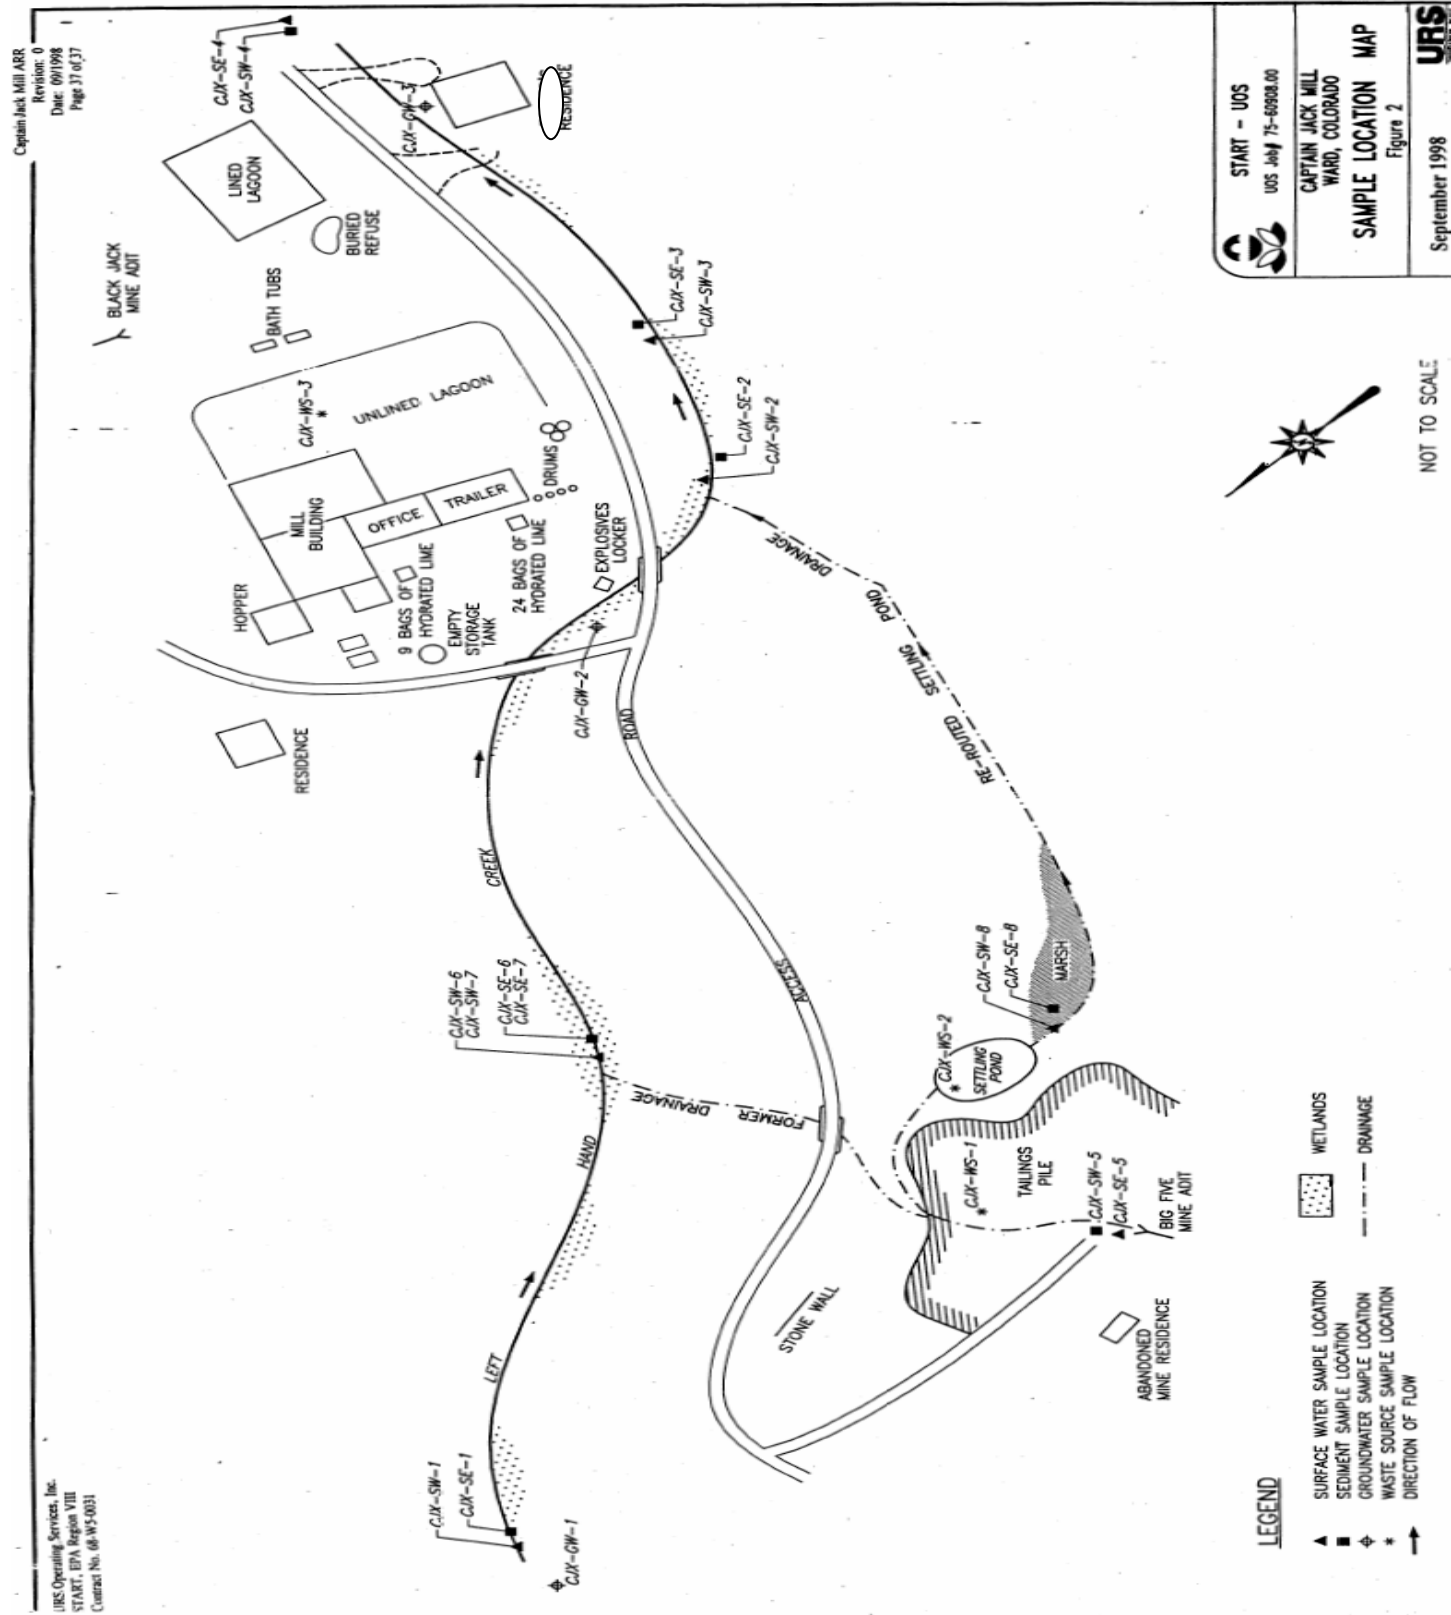 URS Operating Services, Inc.
START, EPA Region VIII
Contract No. 68-W5-0031
Captain Jack Mill ARR
Revision: 0
Date: 09/1998
Page 37 of 37
CJX-SE-4
CJX-SW-4
LINED
LAGOON
BURIED
REFUSE
BLACK JACK
MINE ADIT
BATH TUBS
CJX-GW-3
RESIDENCE
CJX-WS-3
UNLINED LAGOON
MILL
BUILDING
OFFICE
TRAILER
DRUMS
HOPPER
9 BAGS OF
HYDRATED LIME
24 BAGS OF
HYDRATED LIME
EMPTY
STORAGE
TANK
EXPLOSIVES
LOCKER
CJX-SE-3
CJX-SW-3
CJX-SE-2
CJX-SW-2
CJX-GW-2
RESIDENCE
LEFT HAND CREEK
ACCESS ROAD
RE-ROUTED SETTLING POND DRAINAGE
CJX-SW-6
CJX-SW-7
CJX-SE-6
CJX-SE-7
FORMER DRAINAGE
CJX-SW-8
CJX-SE-8
MARSH
CJX-WS-2
SETTLING
POND
CJX-WS-1
TAILINGS
PILE
CJX-SW-5
CJX-SE-5
BIG FIVE
MINE ADIT
STONE WALL
ABANDONED
MINE RESIDENCE
CJX-SW-1
CJX-SE-1
CJX-GW-1
LEGEND
SURFACE WATER SAMPLE LOCATION
SEDIMENT SAMPLE LOCATION
GROUNDWATER SAMPLE LOCATION
WASTE SOURCE SAMPLE LOCATION
DIRECTION OF FLOW
WETLANDS
DRAINAGE
NOT TO SCALE
START - UOS
UOS Job# 75-60908.00
CAPTAIN JACK MILL
WARD, COLORADO
SAMPLE LOCATION MAP
Figure 2
September 1998
URS